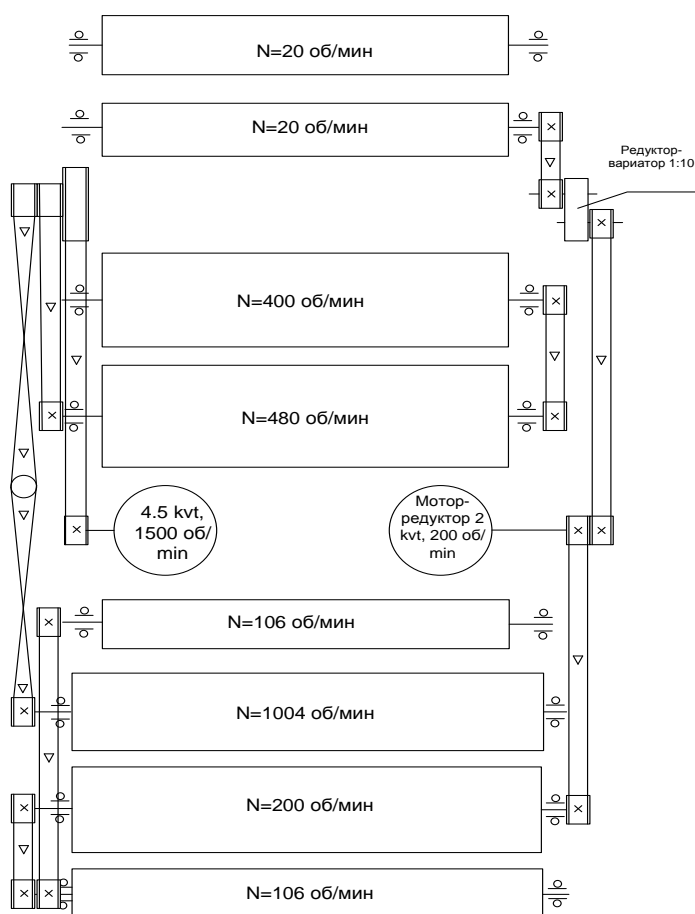 N=20 об/мин
N=20 об/мин
Редуктор-
вариатор 1:10
N=400 об/мин
N=480 об/мин
4.5 kvt,
1500 об/
min
Мотор-
редуктор 2
kvt, 200 об/
min
N=106 об/мин
N=1004 об/мин
N=200 об/мин
N=106 об/мин